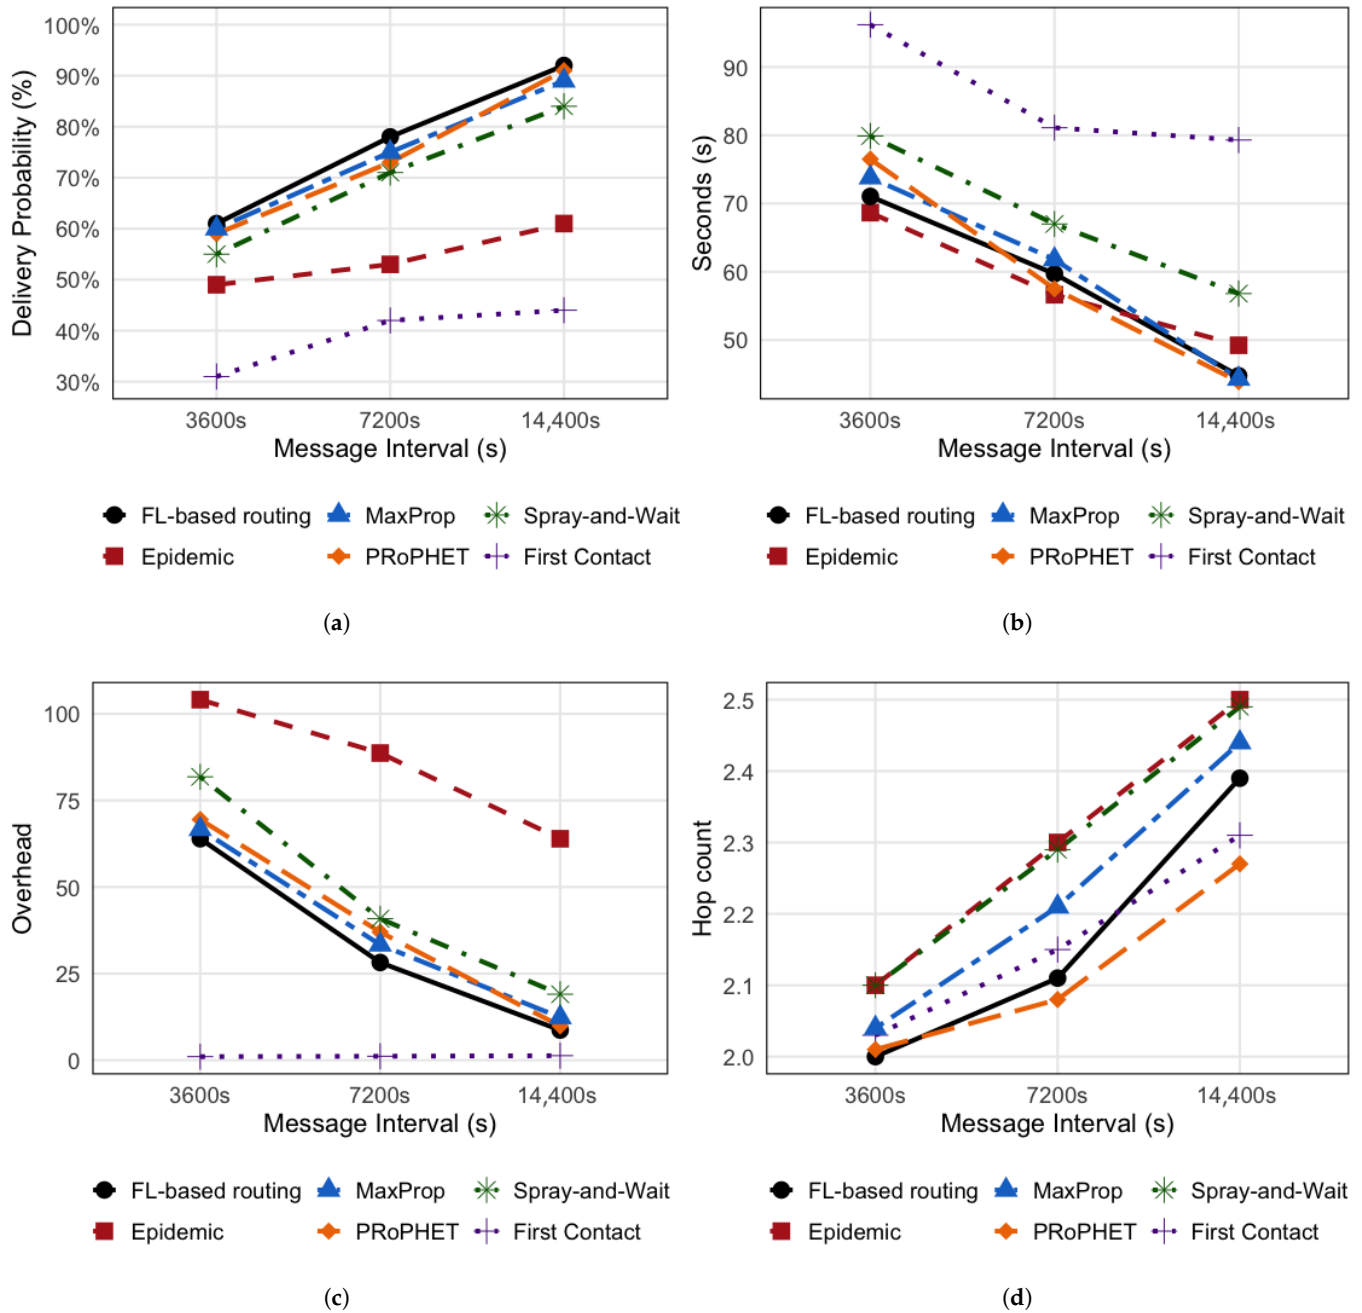 100%
90%
80%
70%
60%
50%
40%
30%
Delivery Probability (%)
3600s 7200s 14,400s
Message Interval (s)
FL-based routing MaxProp Spray-and-Wait
Epidemic PRoPHET First Contact
(a)
90
80
70
60
50
Seconds (s)
3600s 7200s 14,400s
Message Interval (s)
FL-based routing MaxProp Spray-and-Wait
Epidemic PRoPHET First Contact
(b)
100
75
50
25
0
Overhead
3600s 7200s 14,400s
Message Interval (s)
FL-based routing MaxProp Spray-and-Wait
Epidemic PRoPHET First Contact
(c)
2.5
2.4
2.3
2.2
2.1
2.0
Hop count
3600s 7200s 14,400s
Message Interval (s)
FL-based routing MaxProp Spray-and-Wait
Epidemic PRoPHET First Contact
(d)